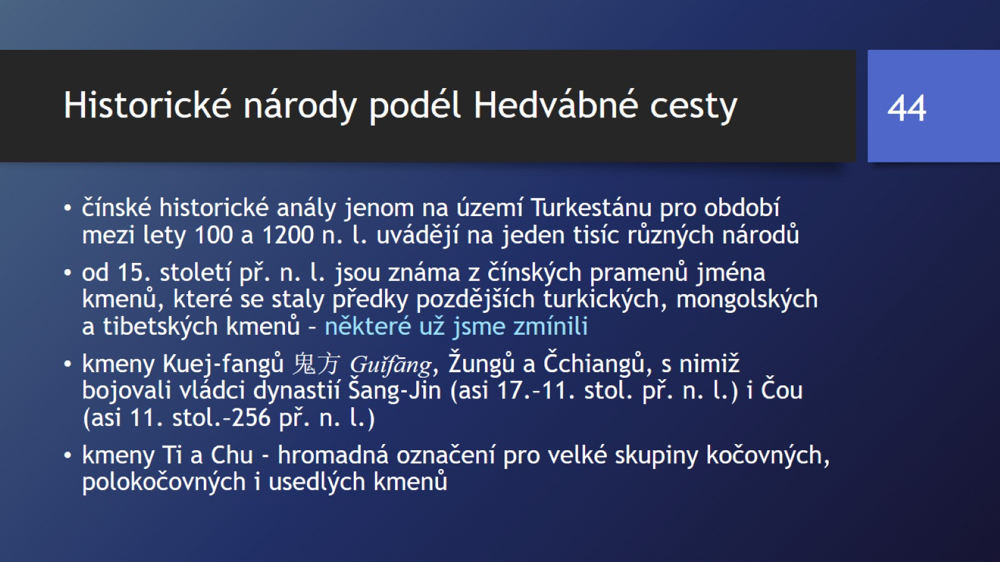 Historické národy podél Hedvábné cesty
44
• čínské historické anály jenom na území Turkestánu pro období
mezi lety 100 a 1200 n. l. uvádějí na jeden tisíc různých národů
• od 15. století př. n. l. jsou známa z čínských pramenů jména
kmenů, které se staly předky pozdějších turkických, mongolských
a tibetských kmenů – některé už jsme zmínili
• kmeny Kuej-fangů 鬼方 Guǐfāng, Žungů a Čchiangů, s nimiž
bojovali vládci dynastií Šang-Jin (asi 17.–11. stol. př. n. l.) i Čou
(asi 11. stol.–256 př. n. l.)
• kmeny Ti a Chu - hromadná označení pro velké skupiny kočovných,
polokočovných i usedlých kmenů